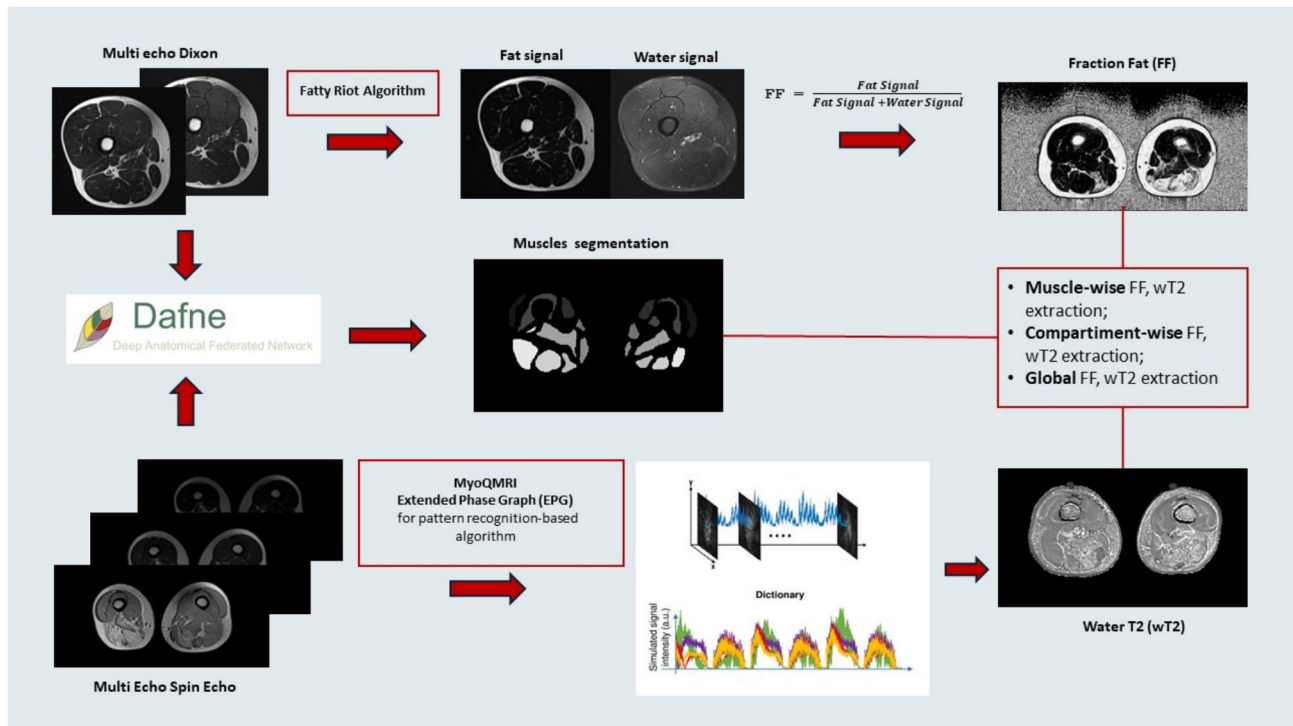 Multi echo Dixon
Fatty Riot Algorithm
Fat signal
Water signal
FF = Fat Signal / Fat Signal +Water Signal
Fraction Fat (FF)
Muscles segmentation
Dafne
Deep Anatomical Federated Network
• Muscle-wise FF, wT2
extraction;
• Compartiment-wise FF,
wT2 extraction;
• Global FF, wT2 extraction
MyoQMRI
Extended Phase Graph (EPG)
for pattern recognition-based
algorithm
Y
X
Dictionary
Simulated signal
intensity (a.u.)
Multi Echo Spin Echo
Water T2 (wT2)